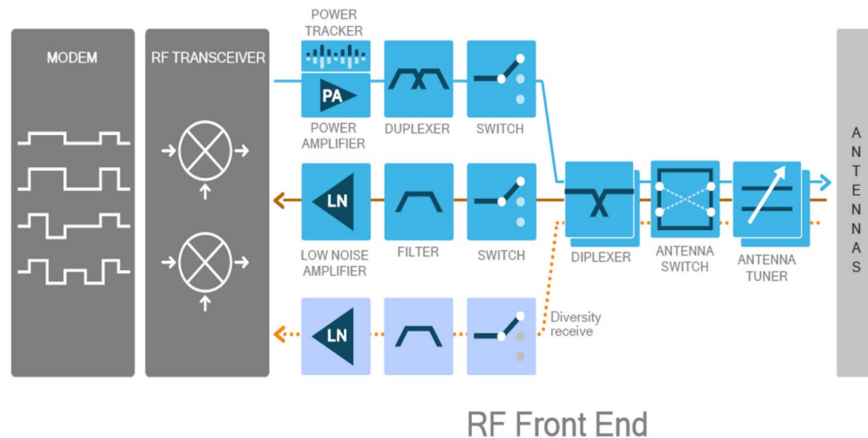 POWER
TRACKER
MODEM
RF TRANSCEIVER
PA
POWER
AMPLIFIER
DUPLEXER
SWITCH
LN
LOW NOISE
AMPLIFIER
FILTER
SWITCH
DIPLEXER
ANTENNA
SWITCH
ANTENNA
TUNER
LN
Diversity
receive
ANTENNAS
RF Front End